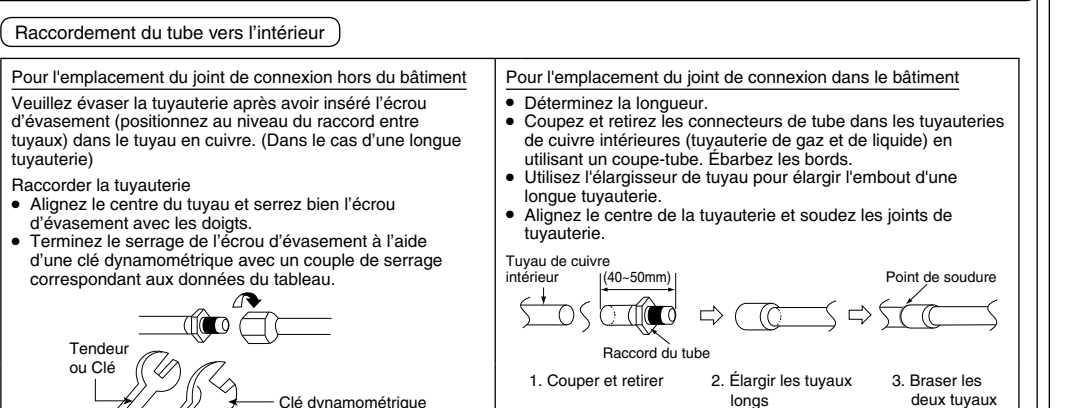 Raccordement du tube vers l'intérieur
Pour l'emplacement du joint de connexion hors du bâtiment
Veuillez évaser la tuyauterie après avoir inséré l'écrou
d'évasement (positionnez au niveau du raccord entre
tuyaux) dans le tuyau en cuivre. (Dans le cas d'une longue
tuyauterie)
Raccorder la tuyauterie
● Alignez le centre du tuyau et serrez bien l'écrou
d'évasement avec les doigts.
● Terminez le serrage de l'écrou d'évasement à l'aide
d'une clé dynamométrique avec un couple de serrage
correspondant aux données du tableau.
Tendeur
ou Clé
Clé dynamométrique
Pour l'emplacement du joint de connexion dans le bâtiment
● Déterminez la longueur.
● Coupez et retirez les connecteurs de tube dans les tuyauteries
de cuivre intérieures (tuyauterie de gaz et de liquide) en
utilisant un coupe-tube. Ébarbez les bords.
● Utilisez l'élargisseur de tuyau pour élargir l'embout d'une
longue tuyauterie.
● Alignez le centre de la tuyauterie et soudez les joints de
tuyauterie.
Tuyau de cuivre
intérieur
(40~50mm)
Point de soudure
Raccord du tube
1. Couper et retirer
2. Élargir les tuyaux
longs
3. Braser les
deux tuyaux